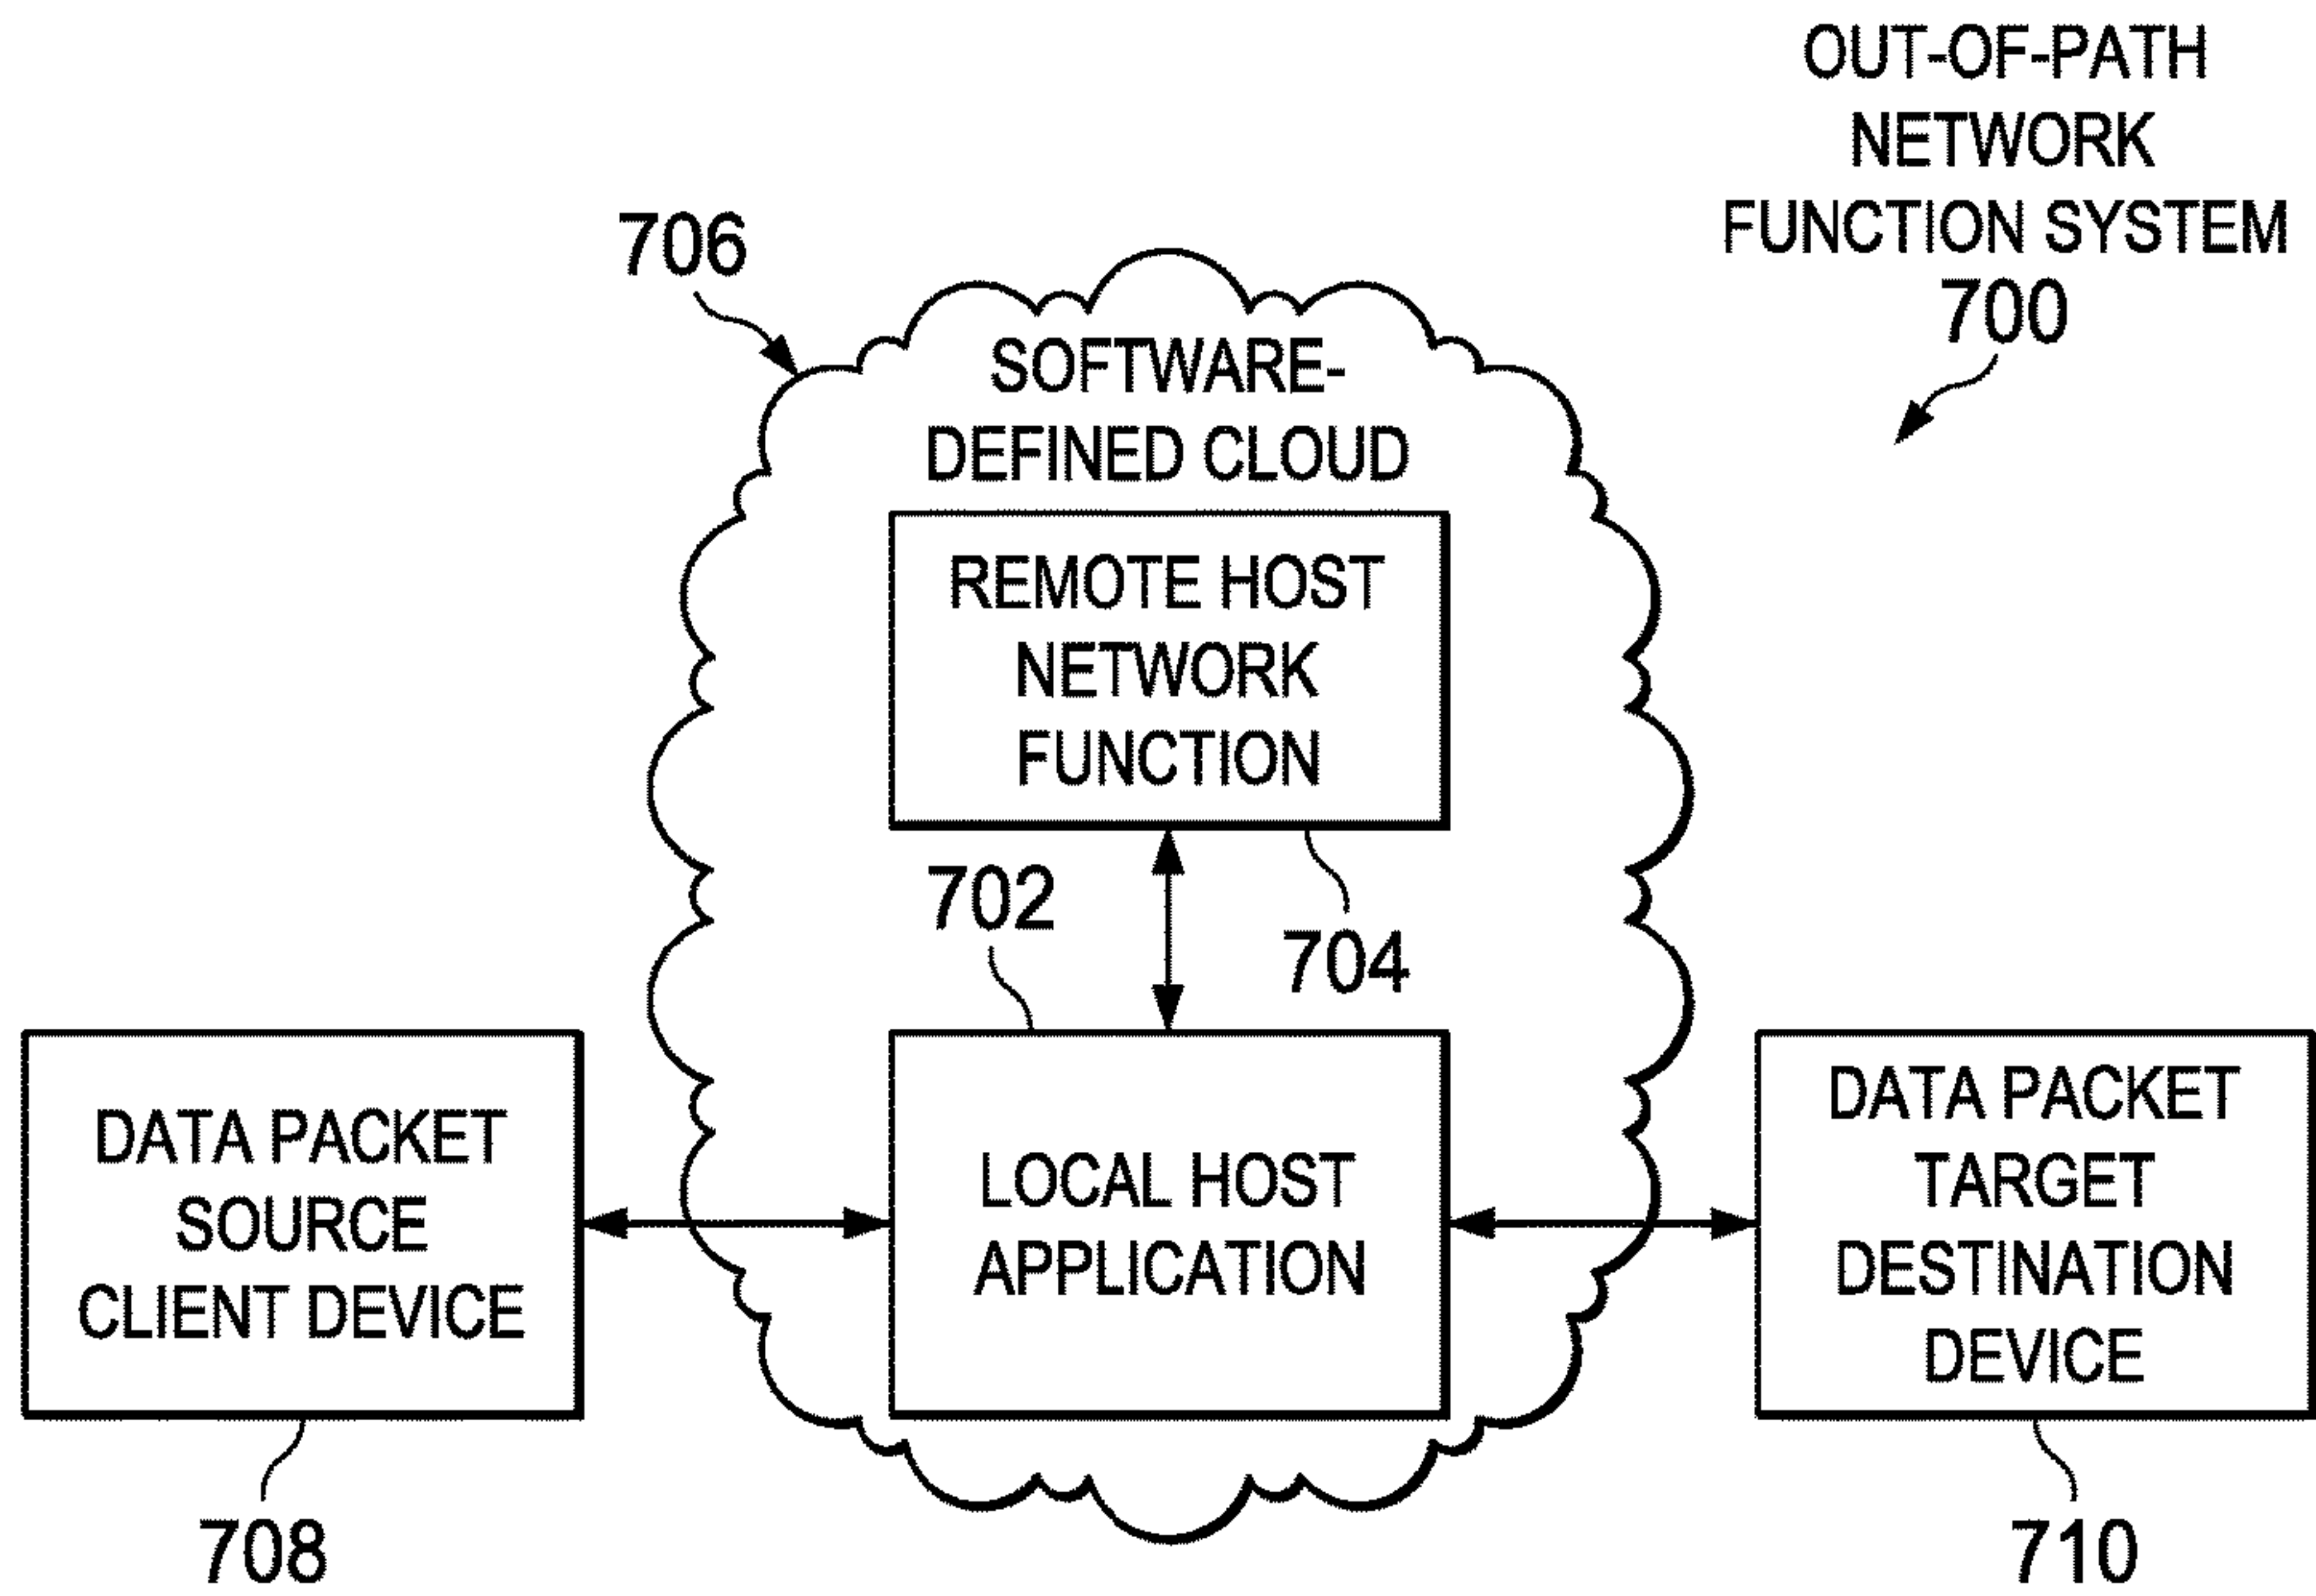 OUT-OF-PATH
NETWORK
FUNCTION SYSTEM
700
706
SOFTWARE-
DEFINED CLOUD
REMOTE HOST
NETWORK
FUNCTION
702
704
DATA PACKET
SOURCE
CLIENT DEVICE
LOCAL HOST
APPLICATION
DATA PACKET
TARGET
DESTINATION
DEVICE
708
710